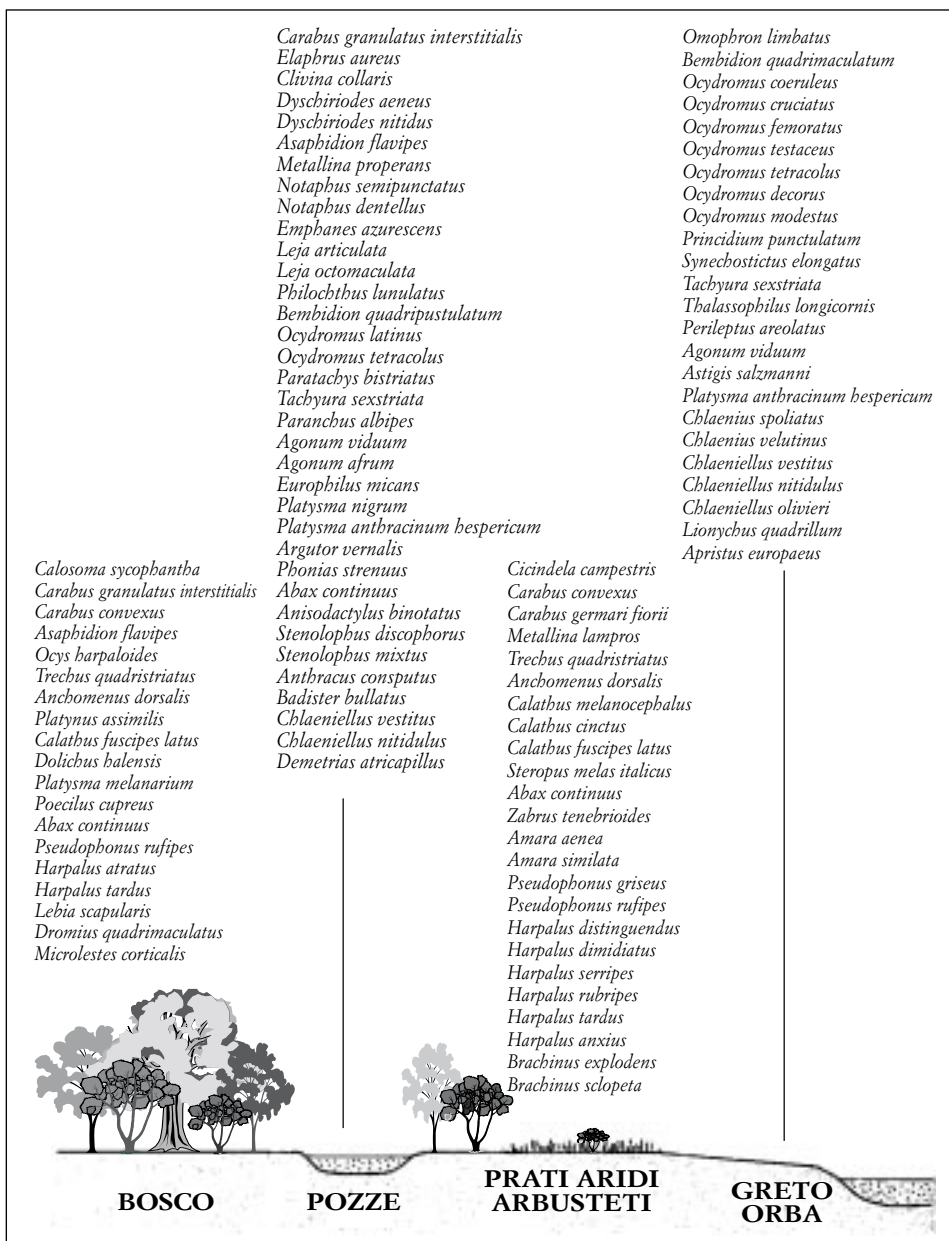 Carabus granulatus interstitialis
Elaphrus aureus
Clivina collaris
Dyschiriodes aeneus
Dyschiriodes nitidus
Asaphidion flavipes
Metallina properans
Notaphus semipunctatus
Notaphus dentellus
Emphanes azurescens
Leja articulata
Leja octomaculata
Philochthus lunulatus
Bembidion quadripustulatum
Ocydromus latinus
Ocydromus tetracolus
Paratachys bistriatus
Tachyura sexstriata
Paranchus albipes
Agonum viduum
Agonum afrum
Europhilus micans
Platysma nigrum
Platysma anthracinum hespericum
Argutor vernalis
Phonias strenuus
Abax continuus
Anisodactylus binotatus
Stenolophus discophorus
Stenolophus mixtus
Anthracus consputus
Badister bullatus
Chlaeniellus vestitus
Chlaeniellus nitidulus
Demetrias atricapillus
Omophron limbatus
Bembidion quadrimaculatum
Ocydromus coeruleus
Ocydromus cruciatus
Ocydromus femoratus
Ocydromus testaceus
Ocydromus tetracolus
Ocydromus decorus
Ocydromus modestus
Princidium punctulatum
Synechostictus elongatus
Tachyura sexstriata
Thalassophilus longicornis
Perileptus areolatus
Agonum viduum
Astigis salzmanni
Platysma anthracinum hespericum
Chlaenius spoliatus
Chlaenius velutinus
Chlaeniellus vestitus
Chlaeniellus nitidulus
Chlaeniellus olivieri
Lionychus quadrillum
Apristus europaeus
Calosoma sycophantha
Carabus granulatus interstitialis
Carabus convexus
Asaphidion flavipes
Ocys harpaloides
Trechus quadristriatus
Anchomenus dorsalis
Platynus assimilis
Calathus fuscipes latus
Dolichus halensis
Platysma melanarium
Poecilus cupreus
Abax continuus
Pseudophonus rufipes
Harpalus atratus
Harpalus tardus
Lebia scapularis
Dromius quadrimaculatus
Microlestes corticalis
Cicindela campestris
Carabus convexus
Carabus germari fiorii
Metallina lampros
Trechus quadristriatus
Anchomenus dorsalis
Calathus melanocephalus
Calathus cinctus
Calathus fuscipes latus
Steropus melas italicus
Abax continuus
Zabrus tenebrioides
Amara aenea
Amara similata
Pseudophonus griseus
Pseudophonus rufipes
Harpalus distinguendus
Harpalus dimidiatus
Harpalus serripes
Harpalus rubripes
Harpalus tardus
Harpalus anxius
Brachinus explodens
Brachinus sclopeta
BOSCO
POZZE
PRATI ARIDI
ARBUSTETI
GRETO
ORBA